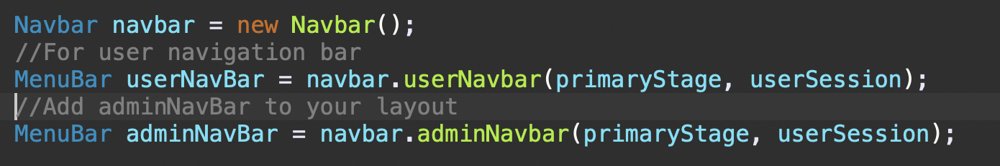 Navbar navbar = new Navbar();
//For user navigation bar
MenuBar userNavBar = navbar.userNavbar(primaryStage, userSession);
//Add adminNavBar to your layout
MenuBar adminNavBar = navbar.adminNavbar(primaryStage, userSession);